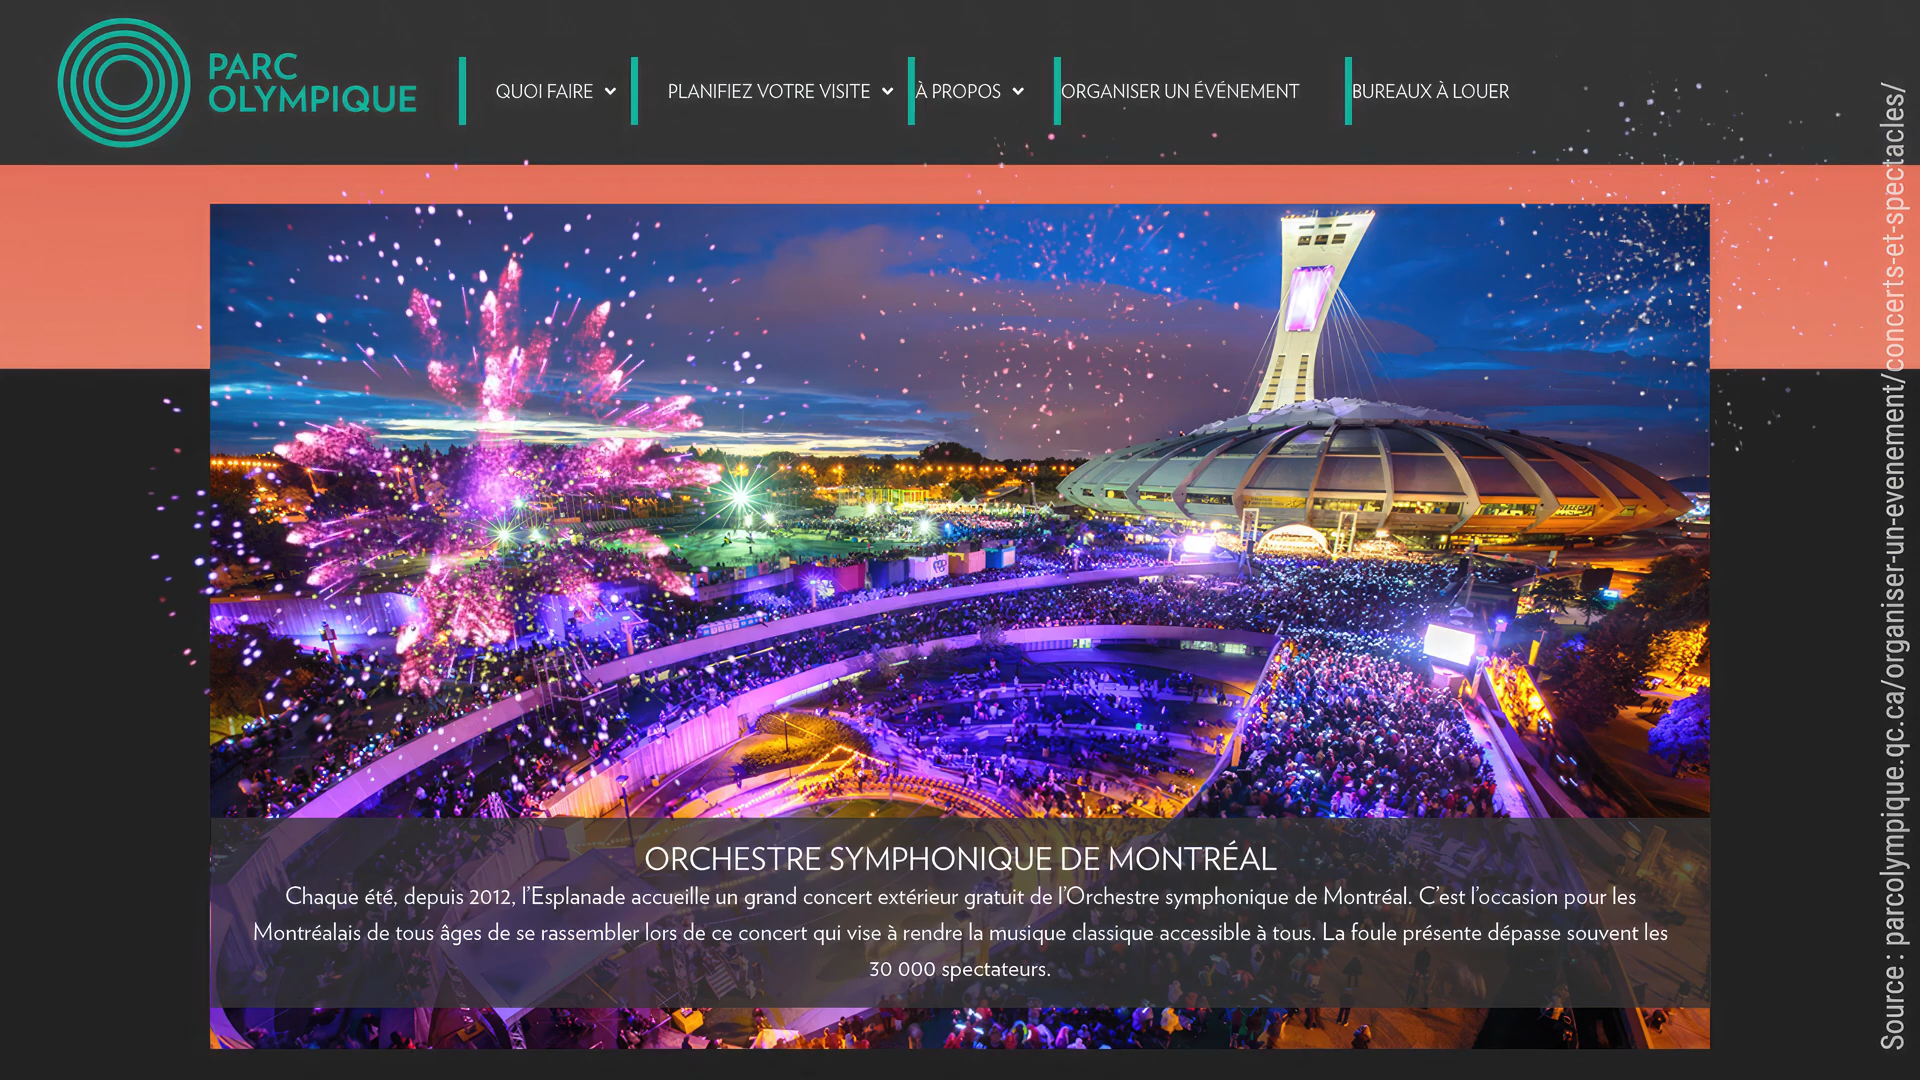 PARC
OLYMPIQUE
QUOI FAIRE
PLANIFIEZ VOTRE VISITE
À PROPOS
ORGANISER UN ÉVÉNEMENT
BUREAUX À LOUER
ORCHESTRE SYMPHONIQUE DE MONTRÉAL
Chaque été, depuis 2012, l'Esplanade accueille un grand concert extérieur gratuit de l'Orchestre symphonique de Montréal. C'est l'occasion pour les
Montréalais de tous âges de se rassembler lors de ce concert qui vise à rendre la musique classique accessible à tous. La foule présente dépasse souvent les
30 000 spectateurs.
Source : parcolympique.qc.ca/organiser-un-evenement/concerts-et-spectacles/